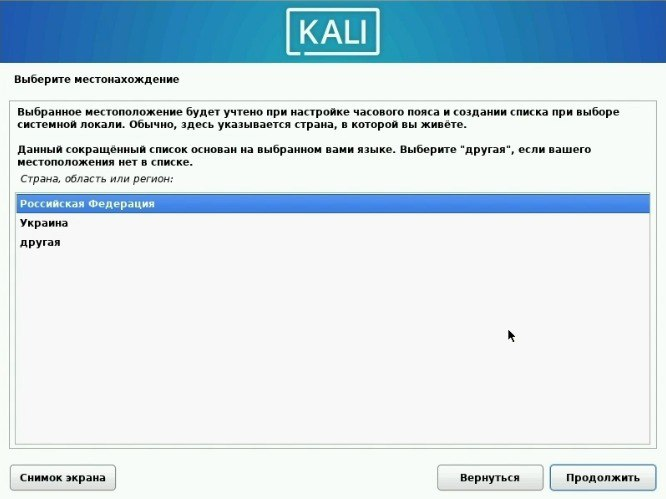 KALI
Выберите местонахождение
Выбранное местоположение будет учтено при настройке часового пояса и создании списка при выборе
системной локали. Обычно, здесь указывается страна, в которой вы живёте.
Данный сокращённый список основан на выбранном вами языке. Выберите "другая", если вашего
местоположения нет в списке.
Страна, область или регион:
Российская Федерация
Украина
другая
Снимок экрана
Вернуться
Продолжить